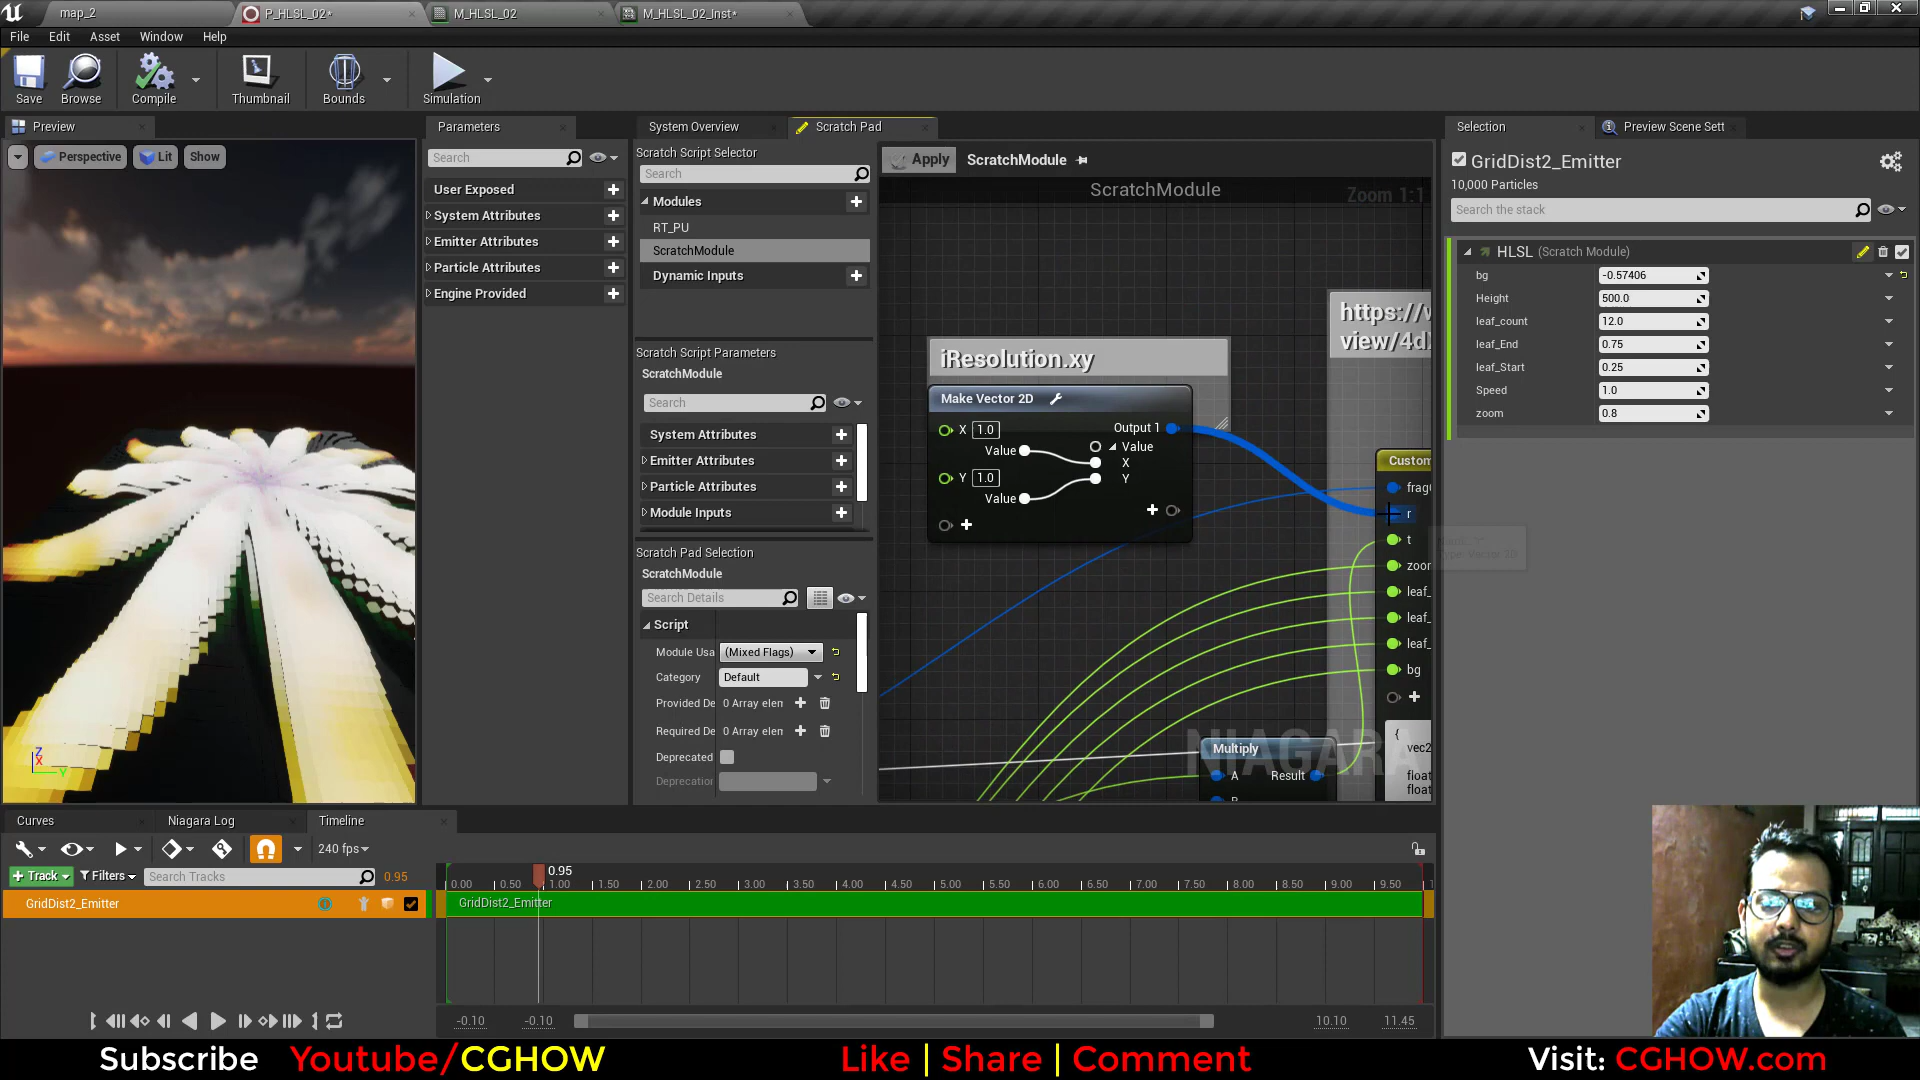 map_2
P_HLSL_02*
M_HLSL_02
M_HLSL_02_Inst*
File
Edit
Asset
Window
Help
Save
Browse
Compile
Thumbnail
Bounds
Simulation
Preview
Perspective
Lit
Show
Z
X
Y
Parameters
Search
User Exposed
System Attributes
Emitter Attributes
Particle Attributes
Engine Provided
System Overview
Scratch Pad
Scratch Script Selector
Search
Modules
RT_PU
ScratchModule
Dynamic Inputs
Scratch Script Parameters
ScratchModule
Search
System Attributes
Emitter Attributes
Particle Attributes
Module Inputs
Scratch Pad Selection
ScratchModule
Search Details
Script
Module Usa
(Mixed Flags)
Category
Default
Provided De
0 Array elen
Required De
0 Array elen
Deprecated
Deprecation
Apply
ScratchModule
ScratchModule
Zoom 1:1
iResolution.xy
Make Vector 2D
X 1.0
Output 1
Value
Value
X
Y 1.0
Y
Value
https://w
view/4d
Custom
r
t
zoom
leaf_
leaf_
leaf_
bg
Type: Vector 2D
Multiply
A
Result
NIAGARA
{
vec2
float
float
Selection
Preview Scene Sett
GridDist2_Emitter
10,000 Particles
Search the stack
HLSL (Scratch Module)
bg -0.57406
Height 500.0
leaf_count 12.0
leaf_End 0.75
leaf_Start 0.25
Speed 1.0
zoom 0.8
Curves
Niagara Log
Timeline
240 fps
+ Track
Filters
Search Tracks
0.95
GridDist2_Emitter
0.95
0.00 0.50 1.00 1.50 2.00 2.50 3.00 3.50 4.00 4.50 5.00 5.50 6.00 6.50 7.00 7.50 8.00 8.50 9.00 9.50
GridDist2_Emitter
-0.10
-0.10
10.10
11.45
Subscribe Youtube/CGHOW
Like | Share | Comment
Visit: CGHOW.com